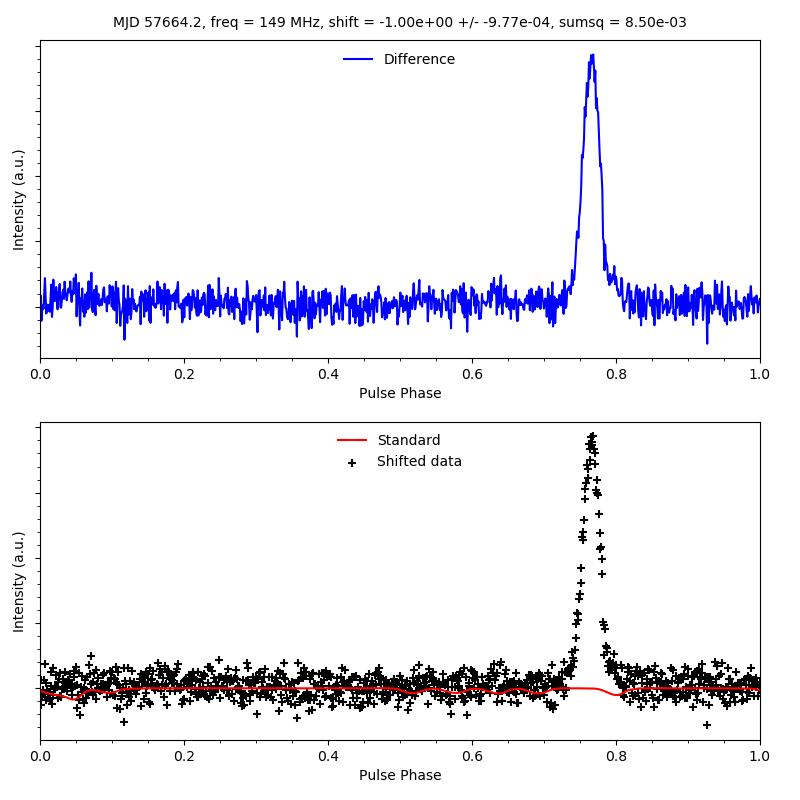 MJD 57664.2, freq = 149 MHz, shift = -1.00e+00 +/- -9.77e-04, sumsq = 8.50e-03
Difference
Intensity (a.u.)
0.0 0.2 0.4 0.6 0.8 1.0
Pulse Phase
Standard
Shifted data
Intensity (a.u.)
0.0 0.2 0.4 0.6 0.8 1.0
Pulse Phase